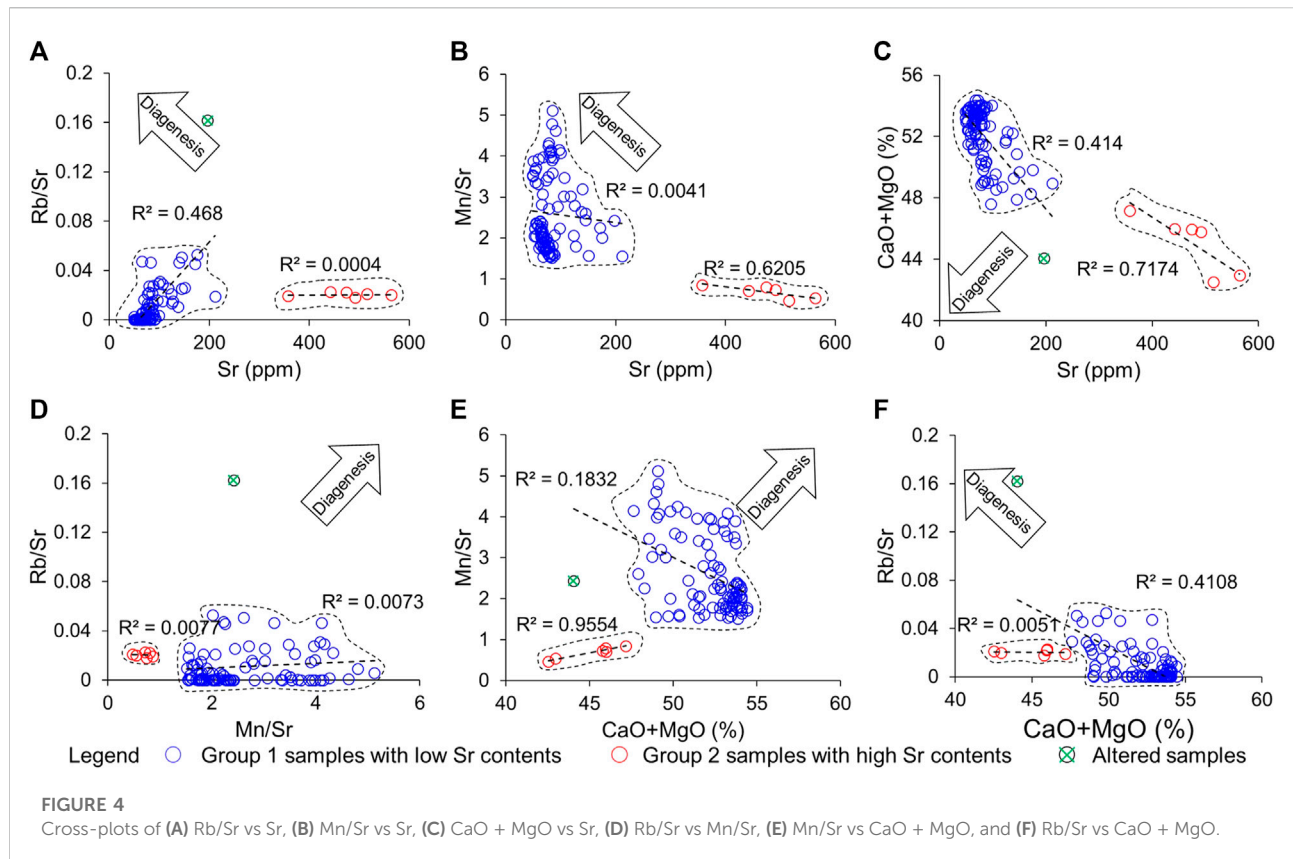 A
0.2
0.16
0.12
0.08
0.04
0
0
200
400
600
Rb/Sr
Sr (ppm)
Diagenesis
R² = 0.468
R² = 0.0004
B
6
5
4
3
2
1
0
0
200
400
600
Mn/Sr
Sr (ppm)
Diagenesis
R² = 0.0041
R² = 0.6205
C
56
52
48
44
40
0
200
400
600
CaO+MgO (%)
Sr (ppm)
Diagenesis
R² = 0.414
R² = 0.7174
D
0.2
0.16
0.12
0.08
0.04
0
0
2
4
6
Rb/Sr
Mn/Sr
Diagenesis
R² = 0.0077
R² = 0.0073
E
6
5
4
3
2
1
0
40
45
50
55
60
Mn/Sr
CaO+MgO (%)
Diagenesis
R² = 0.1832
R² = 0.9554
F
0.2
0.16
0.12
0.08
0.04
0
40
45
50
55
60
Rb/Sr
CaO+MgO (%)
Diagenesis
R² = 0.4108
R² = 0.0051
Legend Group 1 samples with low Sr contents Group 2 samples with high Sr contents Altered samples
FIGURE 4
Cross-plots of (A) Rb/Sr vs Sr, (B) Mn/Sr vs Sr, (C) CaO + MgO vs Sr, (D) Rb/Sr vs Mn/Sr, (E) Mn/Sr vs CaO + MgO, and (F) Rb/Sr vs CaO + MgO.